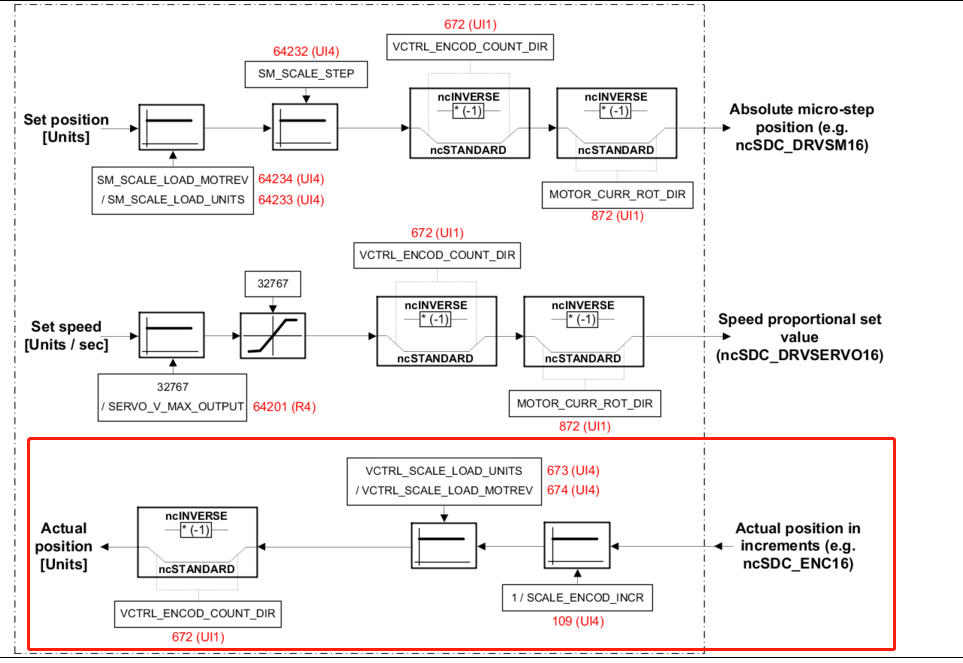 672 (UI1)
VCTRL_ENCOD_COUNT_DIR
64232 (UI4)
SM_SCALE_STEP
ncINVERSE
* (-1)
ncSTANDARD
ncINVERSE
* (-1)
ncSTANDARD
Set position
[Units]
Absolute micro-step
position (e.g.
ncSDC_DRVSM16)
SM_SCALE_LOAD_MOTREV
/ SM_SCALE_LOAD_UNITS
64234 (UI4)
64233 (UI4)
MOTOR_CURR_ROT_DIR
872 (UI1)
672 (UI1)
VCTRL_ENCOD_COUNT_DIR
32767
ncINVERSE
* (-1)
ncSTANDARD
ncINVERSE
* (-1)
ncSTANDARD
Set speed
[Units / sec]
Speed proportional set
value
(ncSDC_DRVSERVO16)
32767
/ SERVO_V_MAX_OUTPUT
64201 (R4)
MOTOR_CURR_ROT_DIR
872 (UI1)
VCTRL_SCALE_LOAD_UNITS
/ VCTRL_SCALE_LOAD_MOTREV
673 (UI4)
674 (UI4)
Actual
position
[Units]
ncINVERSE
* (-1)
ncSTANDARD
Actual position in
increments (e.g.
ncSDC_ENC16)
1 / SCALE_ENCOD_INCR
109 (UI4)
VCTRL_ENCOD_COUNT_DIR
672 (UI1)